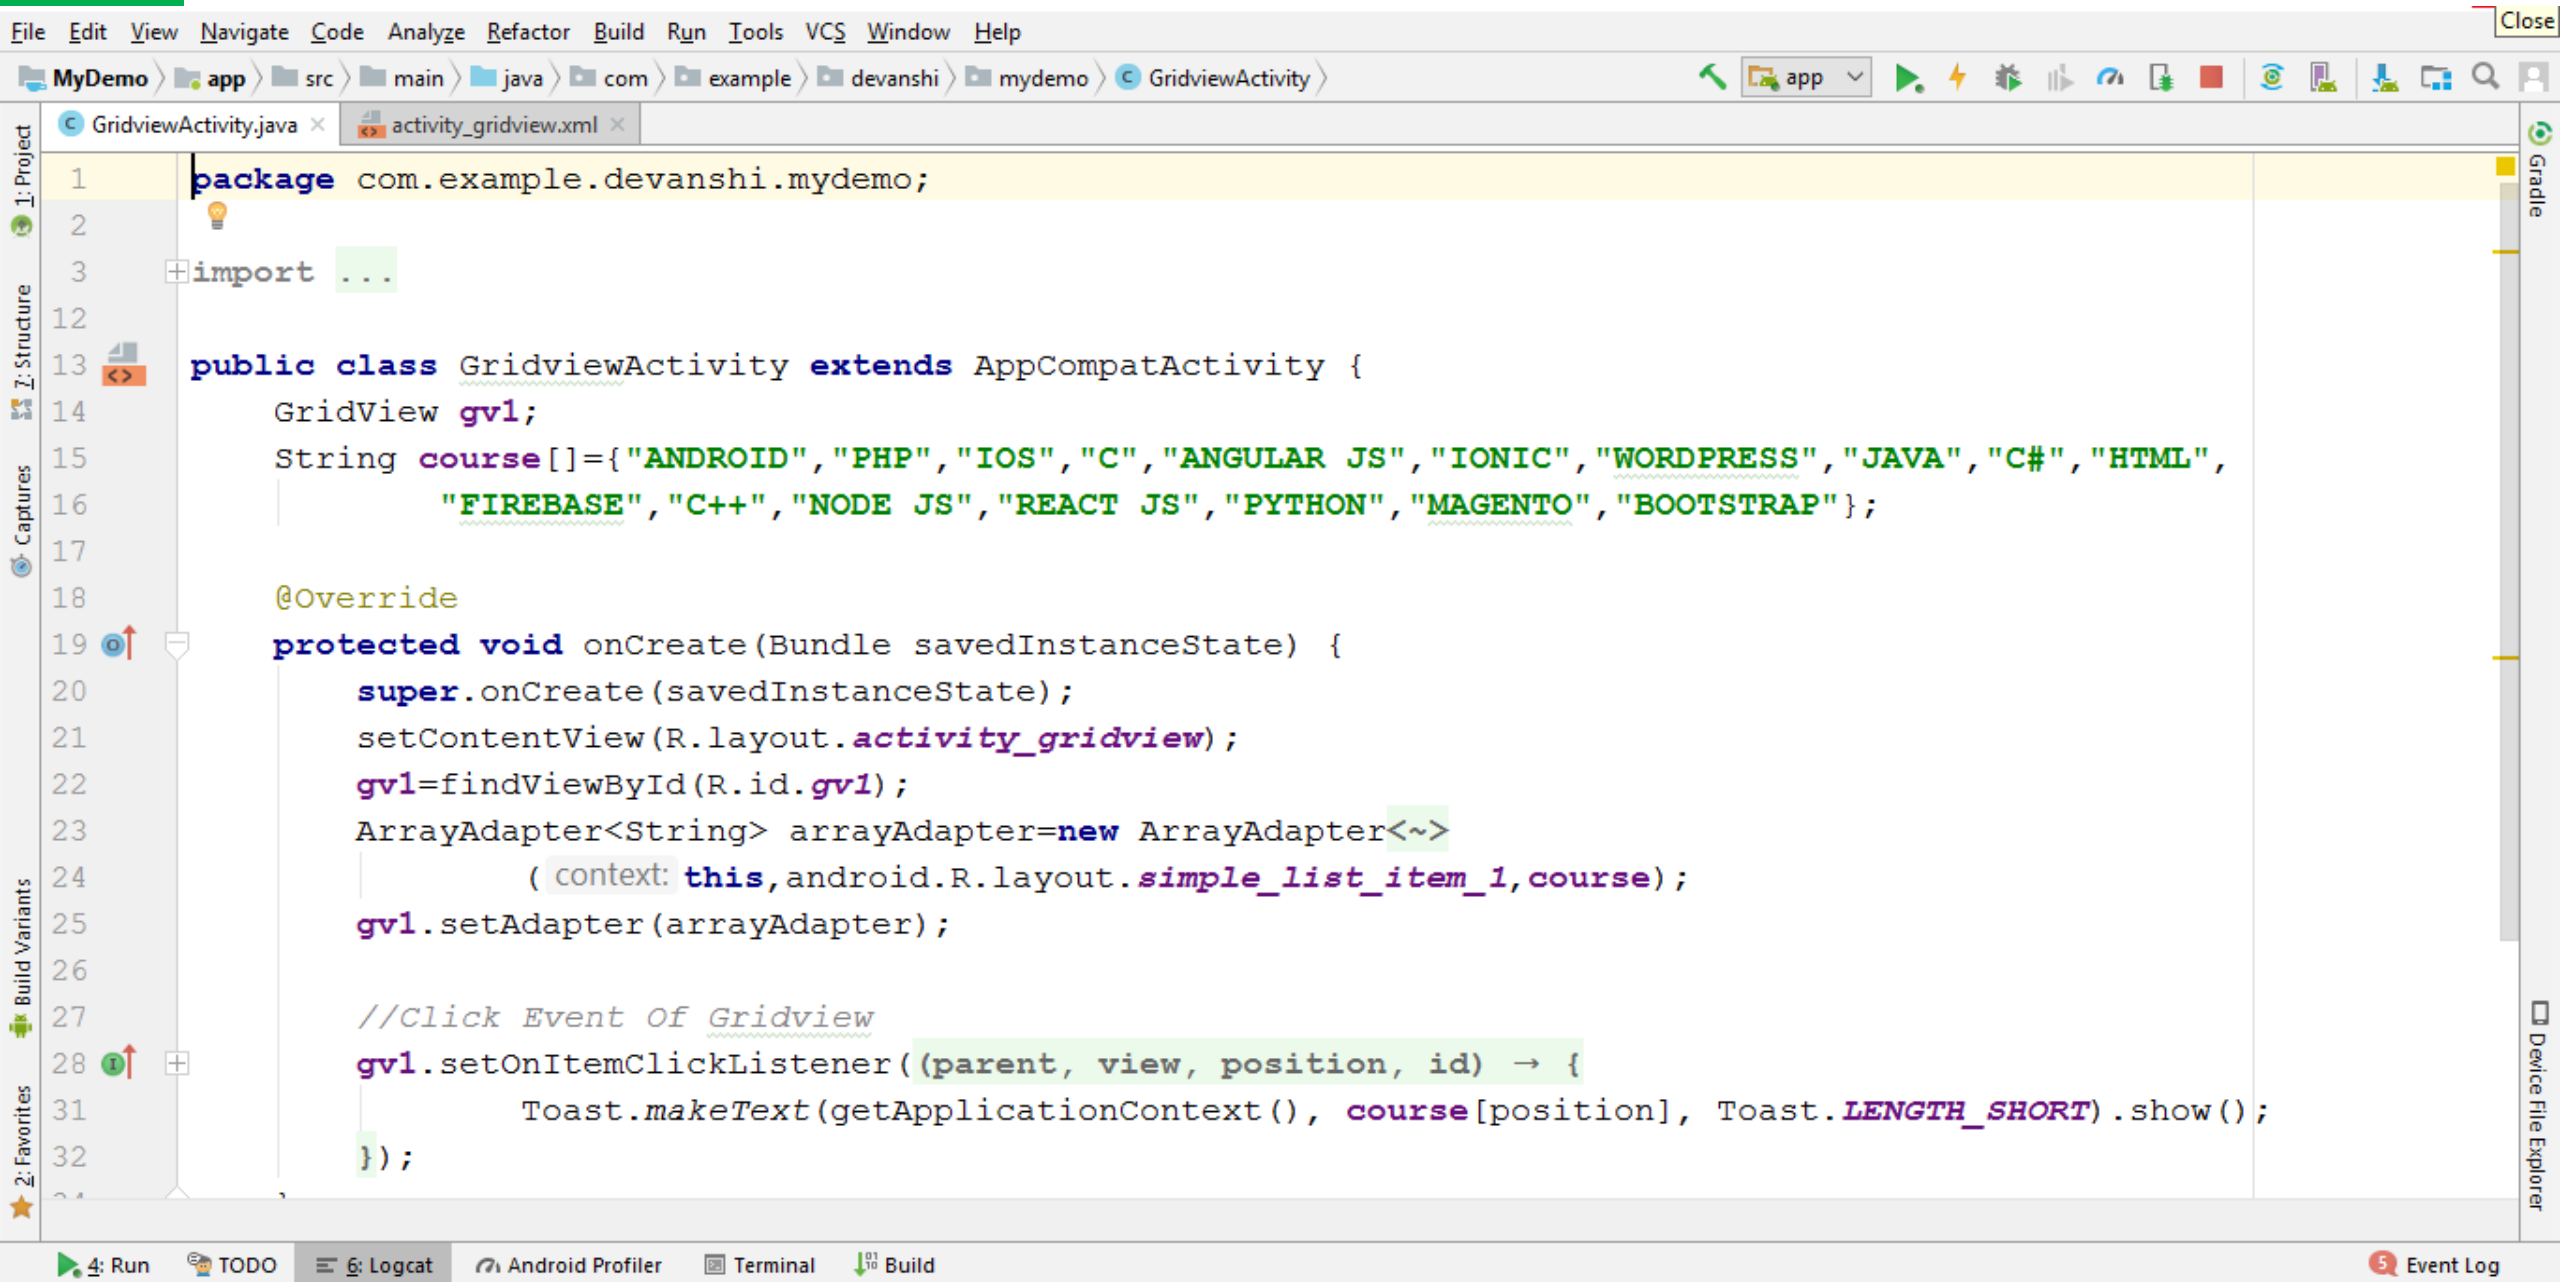 Close
File Edit View Navigate Code Analyze Refactor Build Run Tools VCS Window Help
MyDemo app src main java com example devanshi mydemo GridviewActivity app
GridviewActivity.java activity_gridview.xml
1: Project
7: Structure
Captures
Build Variants
2: Favorites
1 package com.example.devanshi.mydemo;
2
3 import ...
12
13 public class GridviewActivity extends AppCompatActivity {
14 GridView gv1;
15 String course[]={"ANDROID","PHP","IOS","C","ANGULAR JS","IONIC","WORDPRESS","JAVA","C#","HTML",
16 "FIREBASE","C++","NODE JS","REACT JS","PYTHON","MAGENTO","BOOTSTRAP"};
17
18 @Override
19 protected void onCreate(Bundle savedInstanceState) {
20 super.onCreate(savedInstanceState);
21 setContentView(R.layout.activity_gridview);
22 gv1=findViewById(R.id.gv1);
23 ArrayAdapter<String> arrayAdapter=new ArrayAdapter<~>
24 ( context: this,android.R.layout.simple_list_item_1,course);
25 gv1.setAdapter(arrayAdapter);
26
27 //Click Event Of Gridview
28 gv1.setOnItemClickListener((parent, view, position, id) → {
31 Toast.makeText(getApplicationContext(), course[position], Toast.LENGTH_SHORT).show();
32 });
Gradle
Device File Explorer
4: Run TODO 6: Logcat Android Profiler Terminal Build 5 Event Log